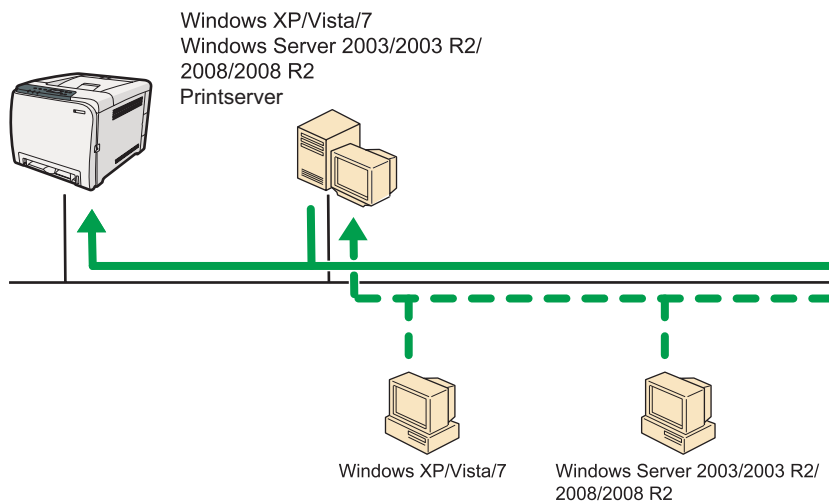 Windows XP/Vista/7
Windows Server 2003/2003 R2/
2008/2008 R2
Printserver
Windows XP/Vista/7
Windows Server 2003/2003 R2/
2008/2008 R2